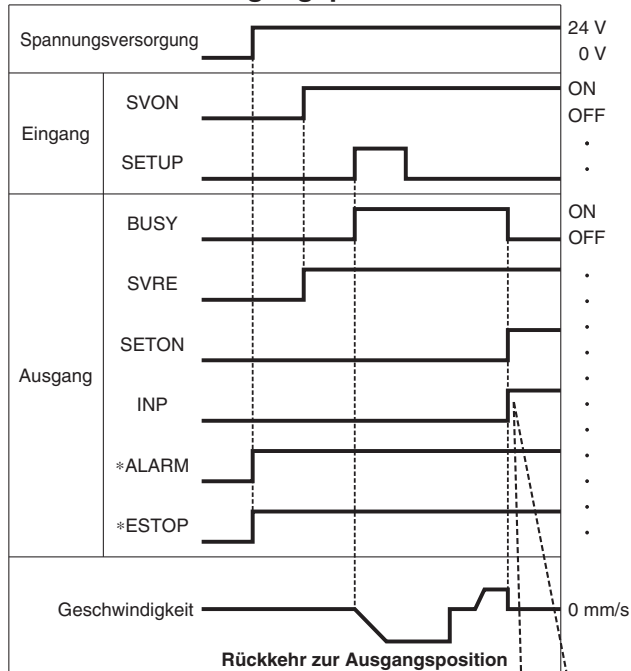 Spannungsversorgung
24 V
0 V
Eingang
SVON
ON
OFF
SETUP
Ausgang
BUSY
ON
OFF
SVRE
SETON
INP
*ALARM
*ESTOP
Geschwindigkeit
0 mm/s
Rückkehr zur Ausgangsposition